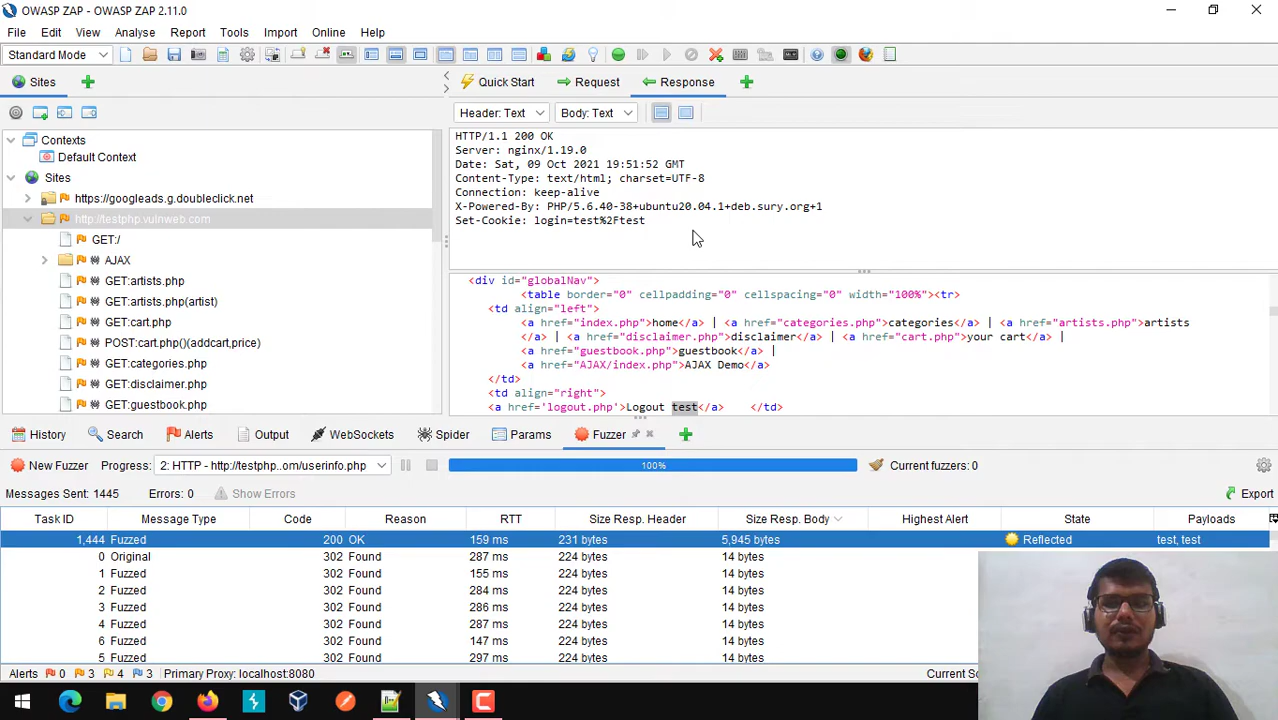 OWASP ZAP - OWASP ZAP 2.11.0
File Edit View Analyse Report Tools Import Online Help
Standard Mode
Sites
Quick Start Request Response
Header: Text Body: Text
Contexts
Default Context
Sites
https://googleads.g.doubleclick.net
http://testphp.vulnweb.com
GET:/
AJAX
GET:artists.php
GET:artists.php(artist)
GET:cart.php
POST:cart.php()(addcart,price)
GET:categories.php
GET:disclaimer.php
GET:guestbook.php
HTTP/1.1 200 OK
Server: nginx/1.19.0
Date: Sat, 09 Oct 2021 19:51:52 GMT
Content-Type: text/html; charset=UTF-8
Connection: keep-alive
X-Powered-By: PHP/5.6.40-38+ubuntu20.04.1+deb.sury.org+1
Set-Cookie: login=test%2Ftest
<div id="globalNav">
<table border="0" cellpadding="0" cellspacing="0" width="100%"><tr>
<td align="left">
<a href="index.php">home</a> | <a href="categories.php">categories</a> | <a href="artists.php">artists
</a> | <a href="disclaimer.php">disclaimer</a> | <a href="cart.php">your cart</a> |
<a href="guestbook.php">guestbook</a> |
<a href="AJAX/index.php">AJAX Demo</a>
</td>
<td align="right">
<a href='logout.php'>Logout test</a> </td>
History Search Alerts Output WebSockets Spider Params Fuzzer
New Fuzzer Progress: 2: HTTP - http://testphp..om/userinfo.php 100% Current fuzzers: 0
Messages Sent: 1445 Errors: 0 Show Errors Export
Task ID Message Type Code Reason RTT Size Resp. Header Size Resp. Body Highest Alert State Payloads
1,444 Fuzzed 200 OK 159 ms 231 bytes 5,945 bytes Reflected test, test
0 Original 302 Found 287 ms 224 bytes 14 bytes
1 Fuzzed 302 Found 155 ms 224 bytes 14 bytes
2 Fuzzed 302 Found 284 ms 224 bytes 14 bytes
3 Fuzzed 302 Found 286 ms 224 bytes 14 bytes
4 Fuzzed 302 Found 287 ms 224 bytes 14 bytes
6 Fuzzed 302 Found 147 ms 224 bytes 14 bytes
5 Fuzzed 302 Found 297 ms 224 bytes 14 bytes
Alerts 0 3 4 3 Primary Proxy: localhost:8080 Current Sc